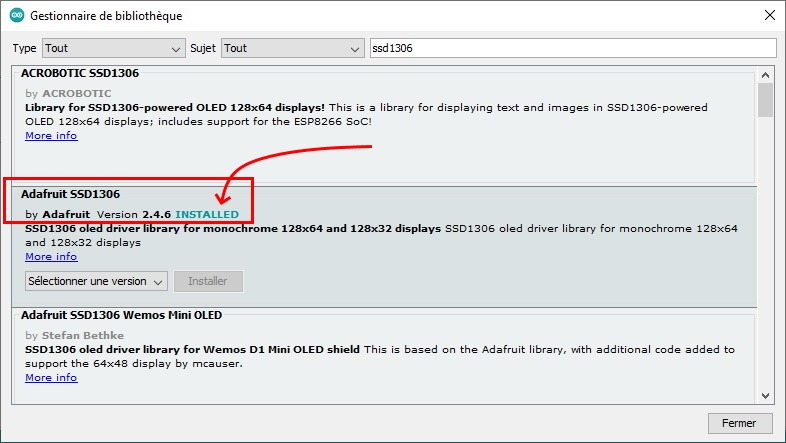 Gestionnaire de bibliothèque
Type Tout Sujet Tout ssd1306
ACROBOTIC SSD1306
by ACROBOTIC
Library for SSD1306-powered OLED 128x64 displays! This is a library for displaying text and images in SSD1306-powered
OLED 128x64 displays; includes support for the ESP8266 SoC!
More info
Adafruit SSD1306
by Adafruit Version 2.4.6 INSTALLED
SSD1306 oled driver library for monochrome 128x64 and 128x32 displays SSD1306 oled driver library for monochrome 128x64
and 128x32 displays
More info
Sélectionner une version Installer
Adafruit SSD1306 Wemos Mini OLED
by Stefan Bethke
SSD1306 oled driver library for Wemos D1 Mini OLED shield This is based on the Adafruit library, with additional code added to
support the 64x48 display by mcauser.
More info
Fermer